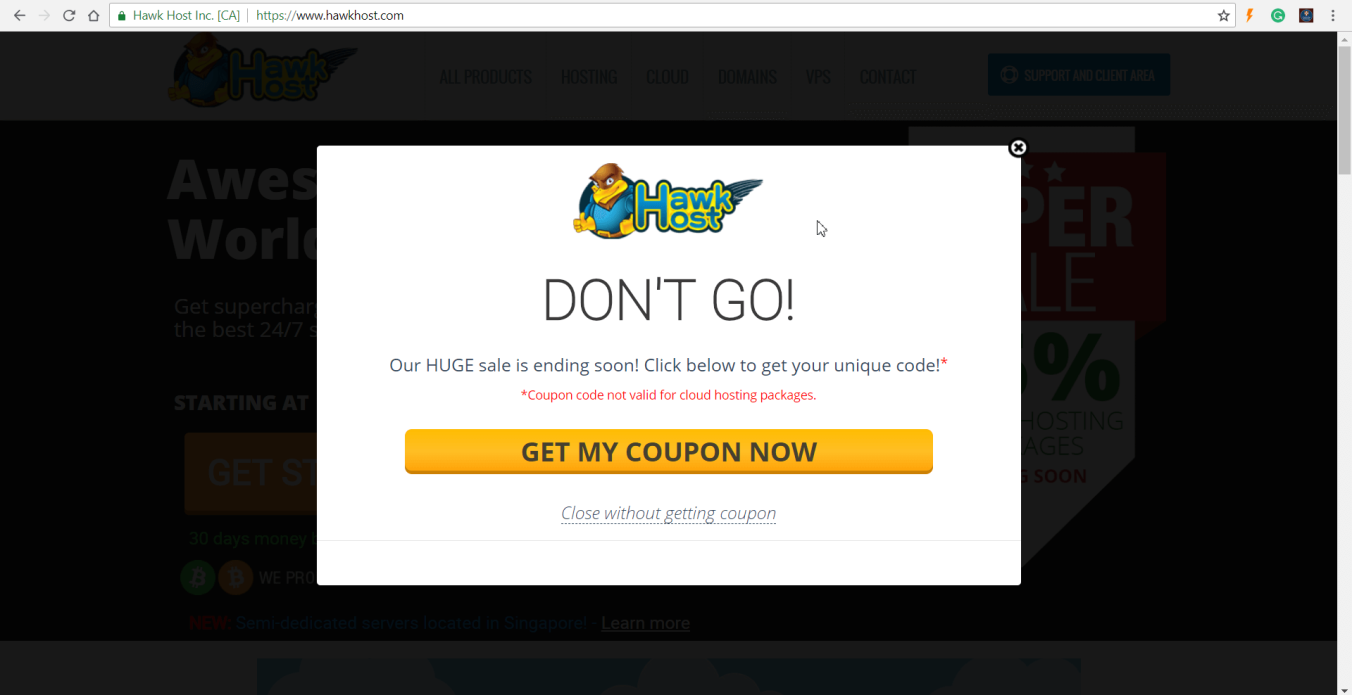 Hawk Host Inc. [CA] https://www.hawkhost.com
Hawk Host
ALL PRODUCTS HOSTING CLOUD DOMAINS VPS CONTACT SUPPORT AND CLIENT AREA
Awes
World
Get supercharg
the best 24/7 s
STARTING AT
GET ST
30 days money b
WE PRO
NEW: Semi-dedicated servers located in Singapore! - Learn more
Hawk
Host
DON'T GO!
Our HUGE sale is ending soon! Click below to get your unique code!*
*Coupon code not valid for cloud hosting packages.
GET MY COUPON NOW
Close without getting coupon
PER
ALE
%
HOSTING
AGES
G SOON